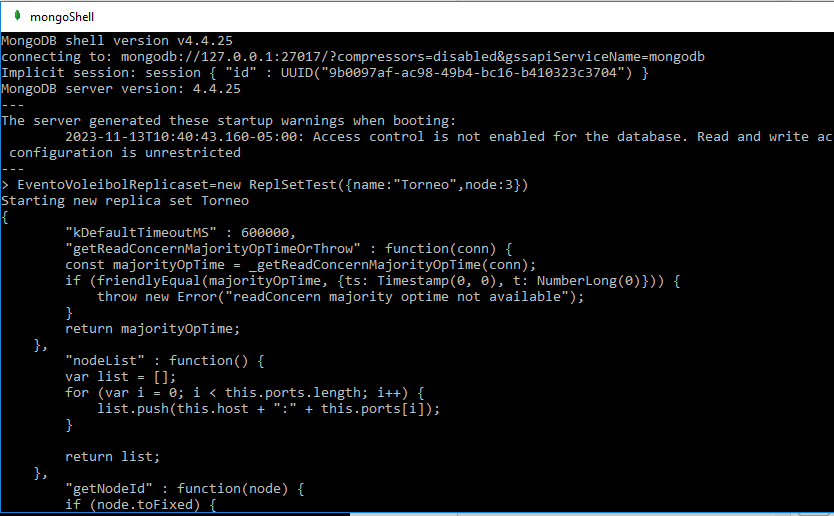 mongoShell
MongoDB shell version v4.4.25
connecting to: mongodb://127.0.0.1:27017/?compressors=disabled&gssapiServiceName=mongodb
Implicit session: session { "id" : UUID("9b0097af-ac98-49b4-bc16-b410323c3704") }
MongoDB server version: 4.4.25
---
The server generated these startup warnings when booting:
        2023-11-13T10:40:43.160-05:00: Access control is not enabled for the database. Read and write ac
 configuration is unrestricted
---
> EventoVoleibolReplicaset=new ReplSetTest({name:"Torneo",node:3})
Starting new replica set Torneo
{
        "kDefaultTimeoutMS" : 600000,
        "getReadConcernMajorityOpTimeOrThrow" : function(conn) {
        const majorityOpTime = _getReadConcernMajorityOpTime(conn);
        if (friendlyEqual(majorityOpTime, {ts: Timestamp(0, 0), t: NumberLong(0)})) {
            throw new Error("readConcern majority optime not available");
        }
        return majorityOpTime;
    },
        "nodeList" : function() {
        var list = [];
        for (var i = 0; i < this.ports.length; i++) {
            list.push(this.host + ":" + this.ports[i]);
        }

        return list;
    },
        "getNodeId" : function(node) {
        if (node.toFixed) {